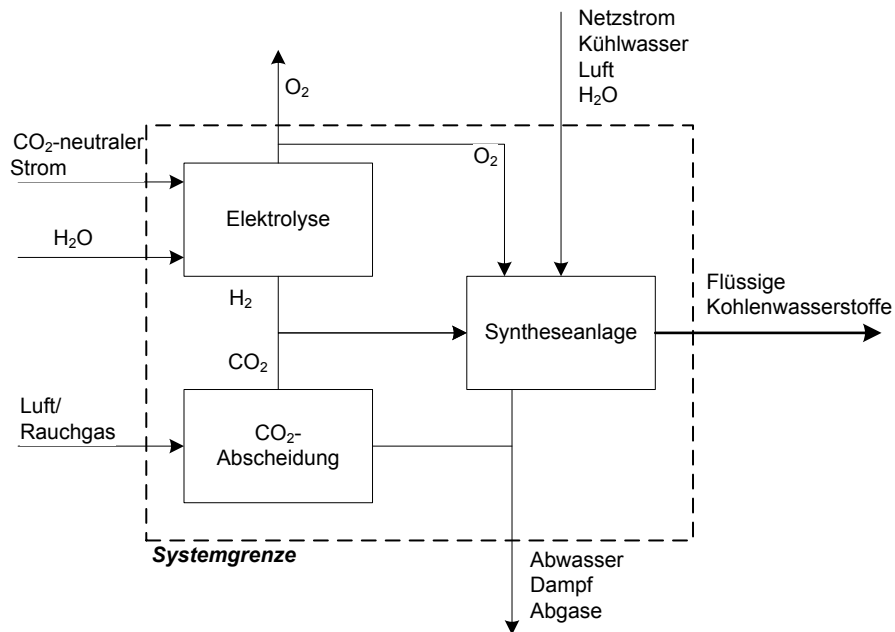 Netzstrom
Kühlwasser
Luft
H₂O
O₂
CO₂-neutraler
Strom
O₂
Elektrolyse
H₂O
H₂
Flüssige
Kohlenwasserstoffe
Syntheseanlage
CO₂
Luft/
Rauchgas
CO₂-
Abscheidung
Systemgrenze
Abwasser
Dampf
Abgase